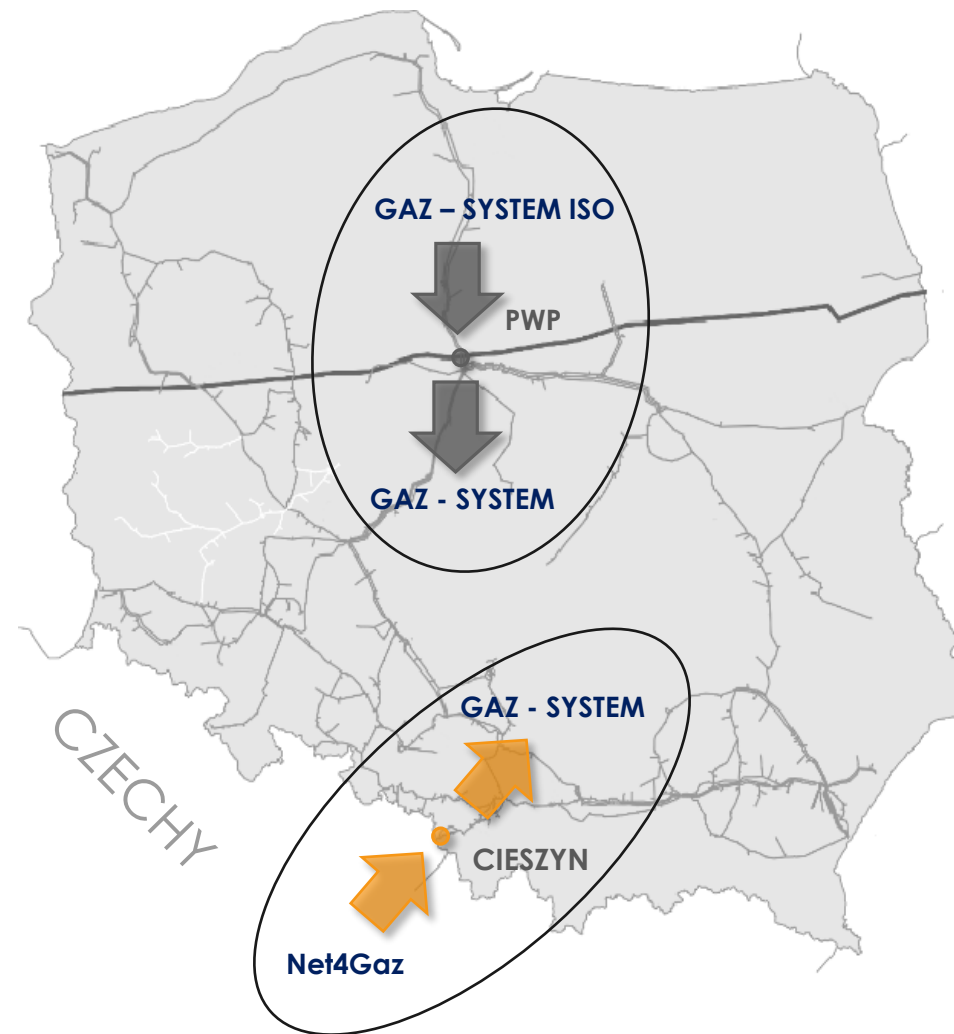 GAZ – SYSTEM ISO
PWP
GAZ - SYSTEM
GAZ - SYSTEM
CZECHY
CIESZYN
Net4Gaz